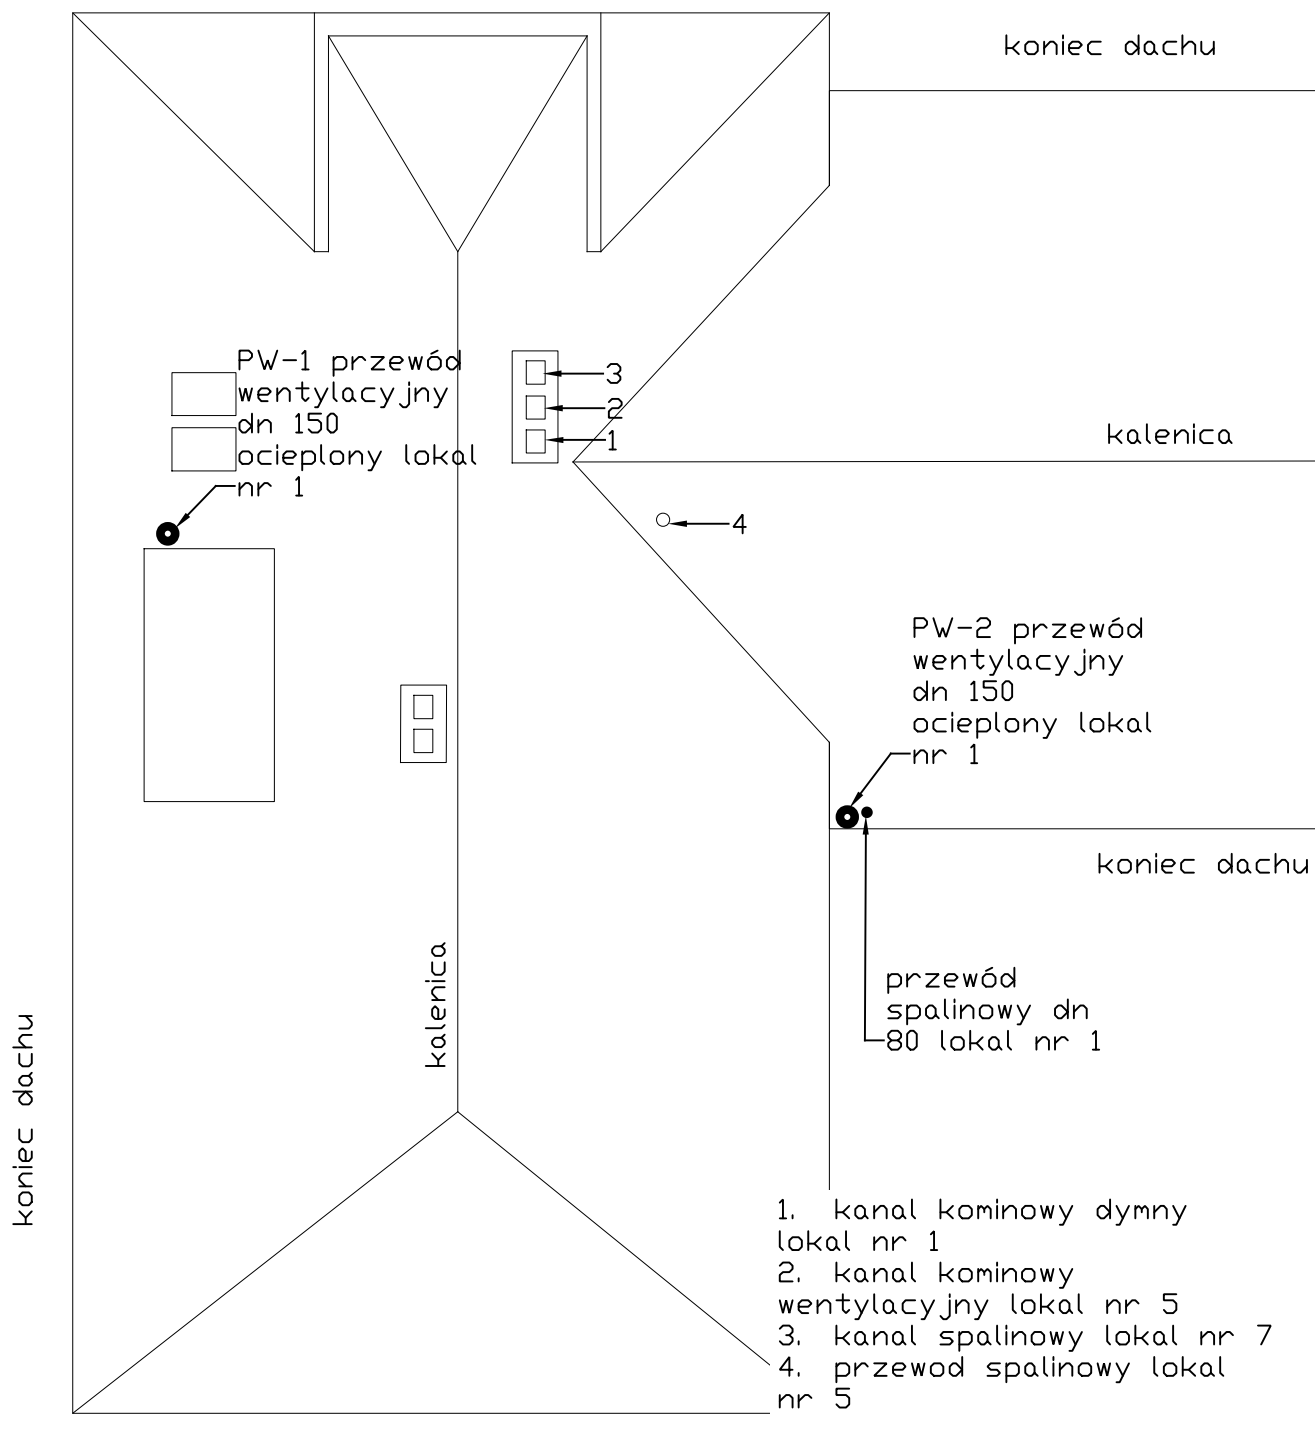 koniec dachu
PW-1 przewód
wentylacyjny
dn 150
ocieplony lokal
nr 1
3
2
1
kalenica
4
PW-2 przewód
wentylacyjny
dn 150
ocieplony lokal
nr 1
koniec dachu
kalenica
przewód
spalinowy dn
80 lokal nr 1
koniec dachu
1. kanal kominowy dymny
lokal nr 1
2. kanal kominowy
wentylacyjny lokal nr 5
3. kanal spalinowy lokal nr 7
4. przewod spalinowy lokal
nr 5